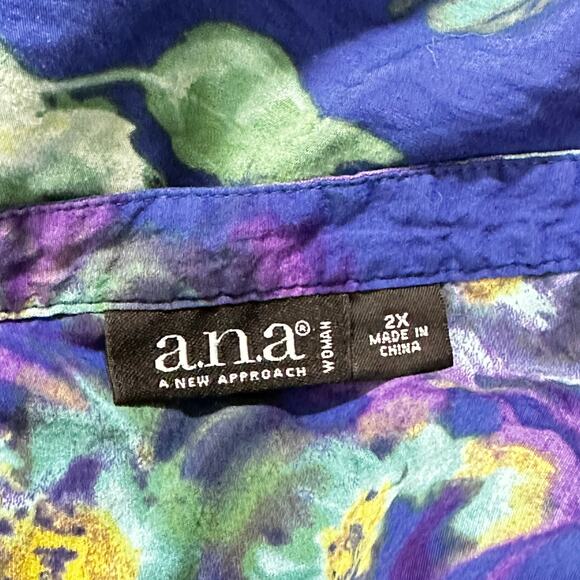 a.n.a®
A NEW APPROACH
WOMAN
2X
MADE IN
CHINA